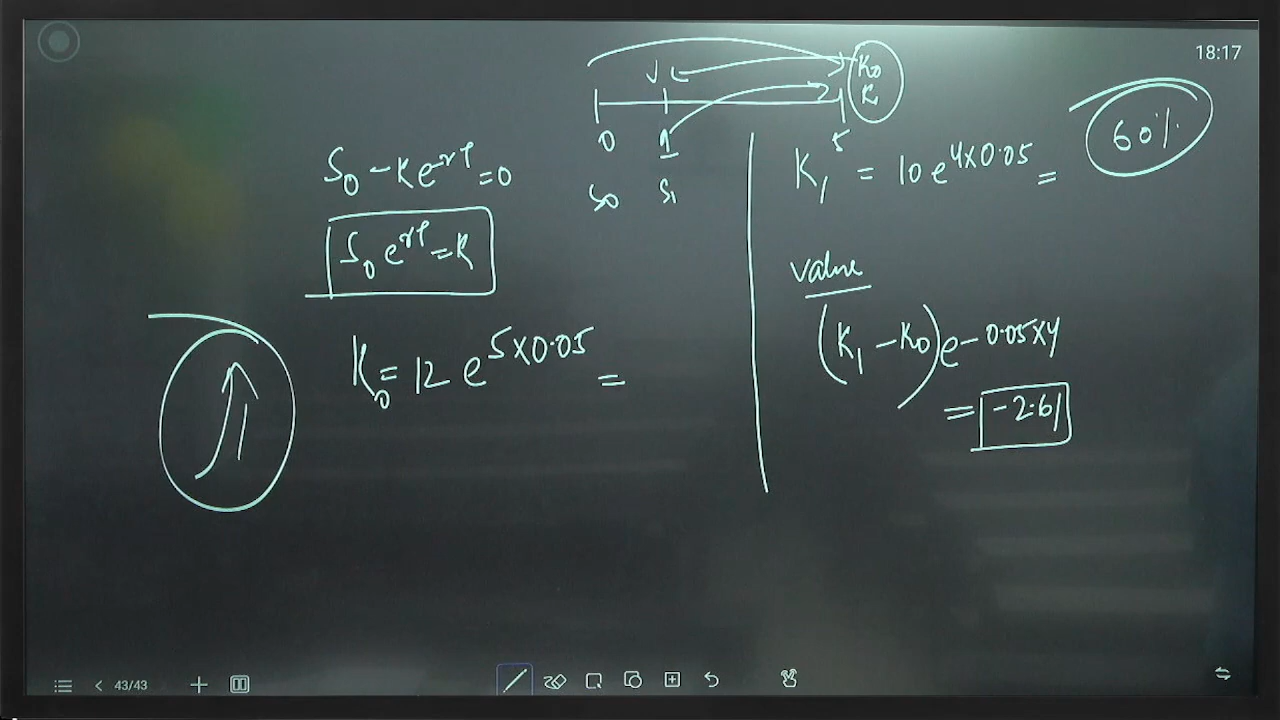 18:17
K₀
K
0 1 5
S₀ S₁
S₀ - Ke⁻ʳᵀ = 0
S₀ eʳᵀ = K
K₀ = 12 e^5×0.05 =
K₁ = 10 e^4×0.05 =
60%
value
(K₁ - K₀) e^-0.05×4
= -2.61
43/43